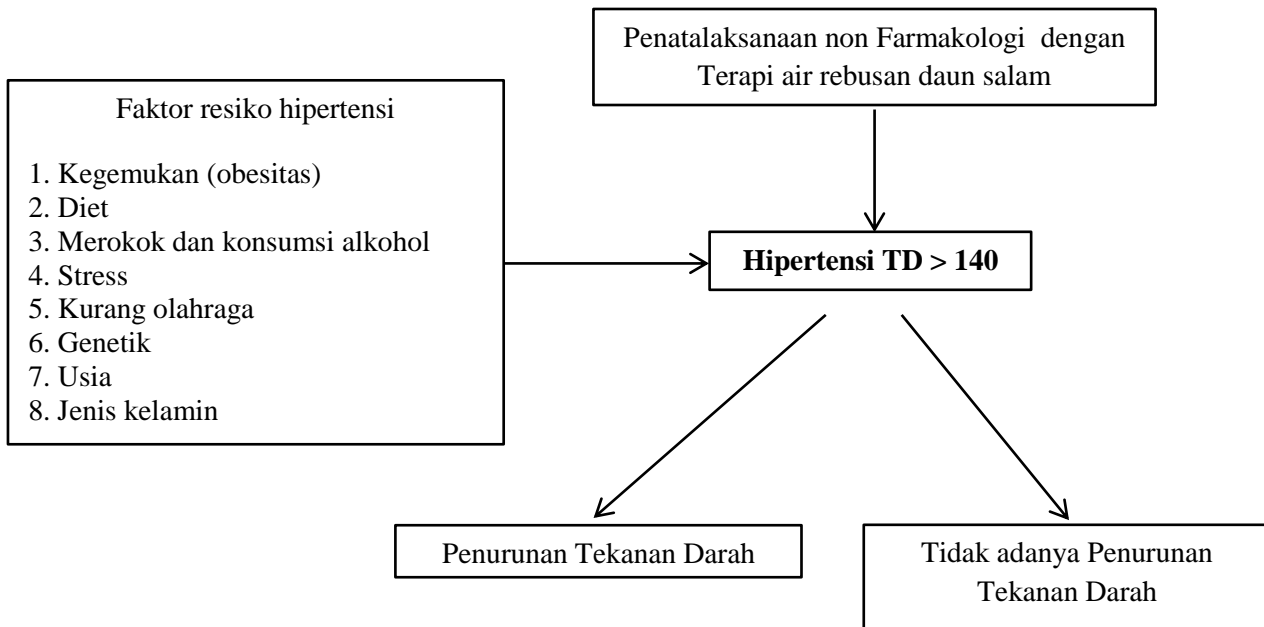 Penatalaksanaan non Farmakologi dengan
Terapi air rebusan daun salam
Faktor resiko hipertensi
1. Kegemukan (obesitas)
2. Diet
3. Merokok dan konsumsi alkohol
4. Stress
5. Kurang olahraga
6. Genetik
7. Usia
8. Jenis kelamin
Hipertensi TD > 140
Penurunan Tekanan Darah
Tidak adanya Penurunan
Tekanan Darah